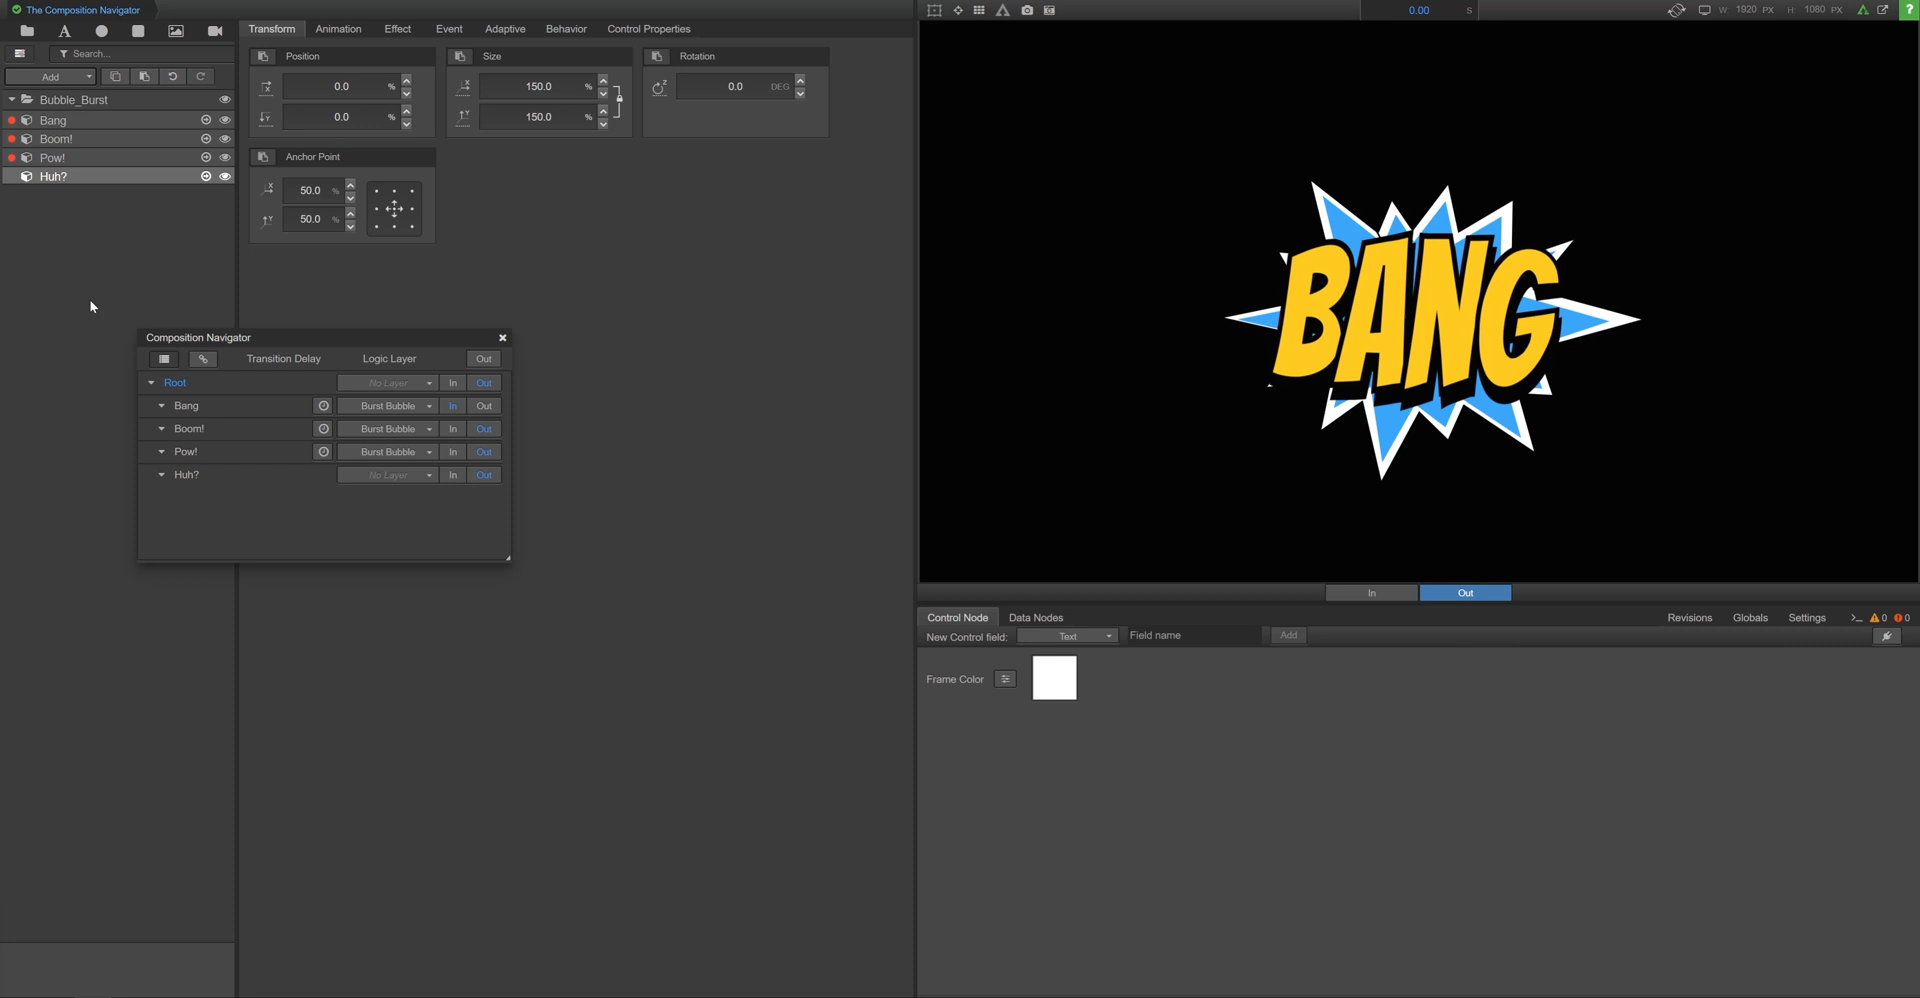 The Composition Navigator
0.00 S
W 1920 PX H 1080 PX
?
Transform Animation Effect Event Adaptive Behavior Control Properties
Search...
Add
Position
X 0.0 %
Y 0.0 %
Size
X 150.0 %
Y 150.0 %
Rotation
Z 0.0 DEG
Anchor Point
X 50.0 %
Y 50.0 %
Bubble_Burst
Bang
Boom!
Pow!
Huh?
BANG
Composition Navigator
Transition Delay Logic Layer Out
Root No Layer In Out
Bang Burst Bubble In Out
Boom! Burst Bubble In Out
Pow! Burst Bubble In Out
Huh? No Layer In Out
In Out
Control Node Data Nodes Revisions Globals Settings 0 0
New Control field: Text Field name Add
Frame Color